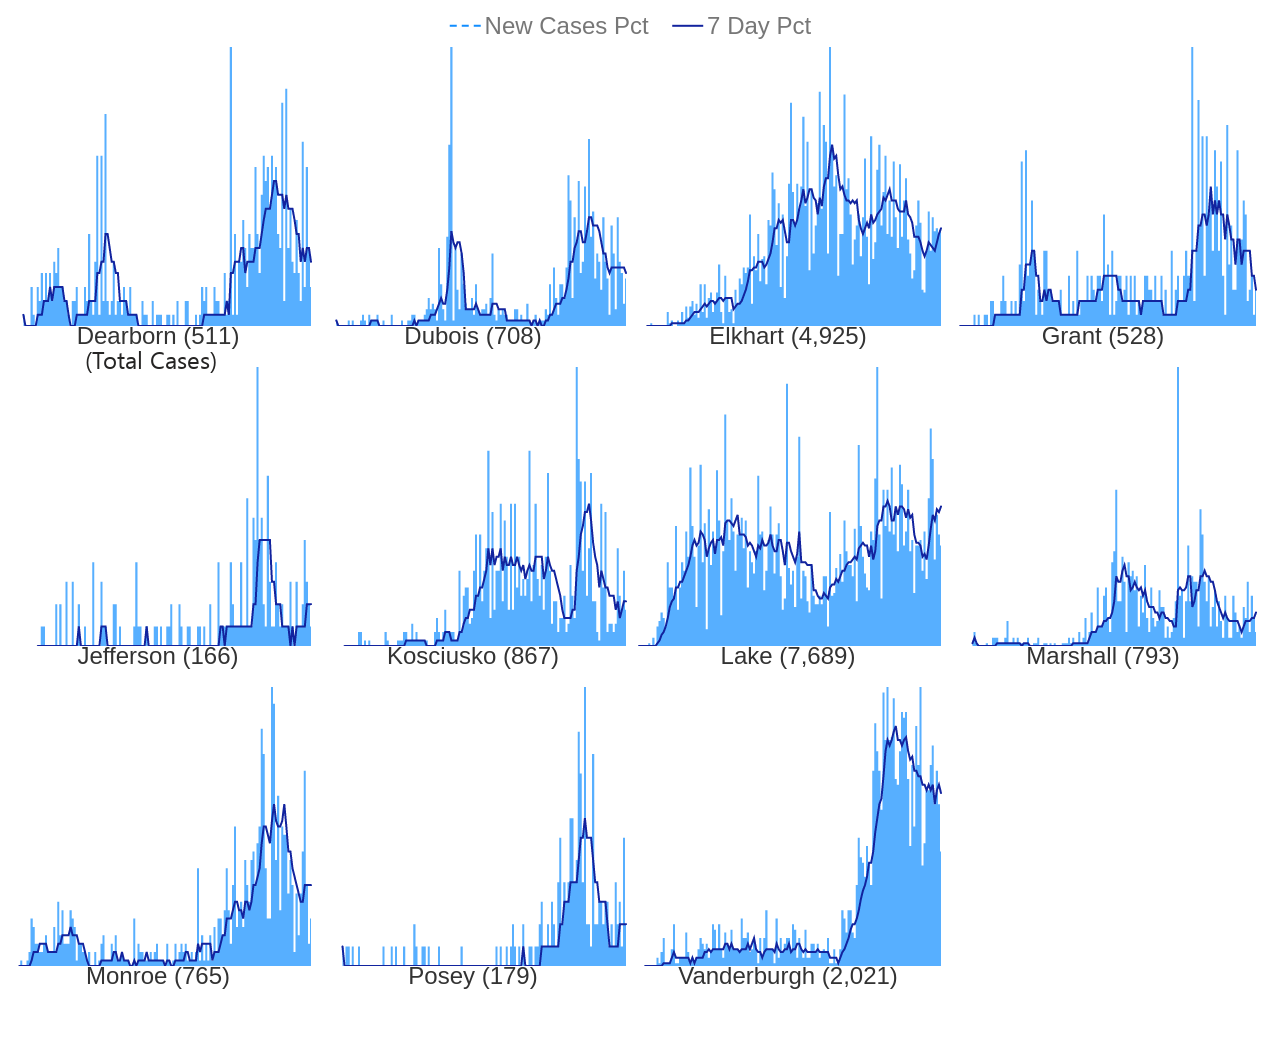 New Cases Pct 7 Day Pct
Dearborn (511) Dubois (708) Elkhart (4,925) Grant (528)
(Total Cases)
Jefferson (166) Kosciusko (867) Lake (7,689) Marshall (793)
Monroe (765) Posey (179) Vanderburgh (2,021)